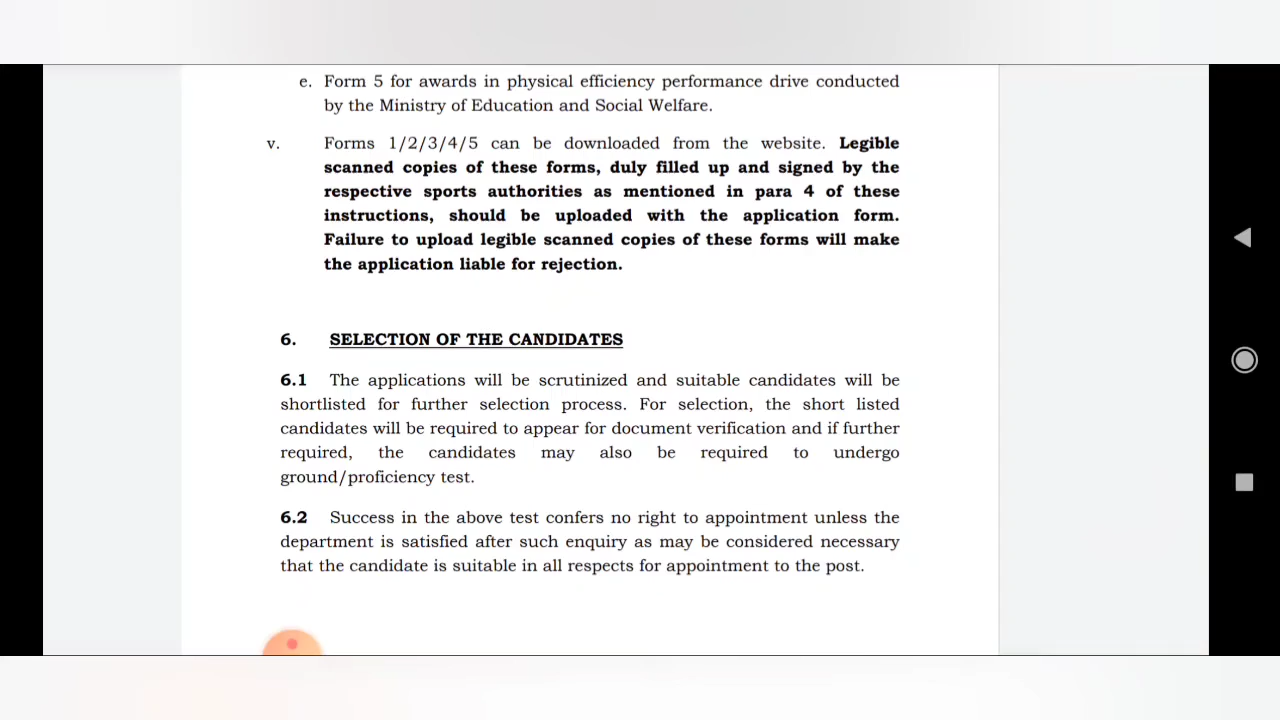 e. Form 5 for awards in physical efficiency performance drive conducted
by the Ministry of Education and Social Welfare.
v. Forms 1/2/3/4/5 can be downloaded from the website. Legible
scanned copies of these forms, duly filled up and signed by the
respective sports authorities as mentioned in para 4 of these
instructions, should be uploaded with the application form.
Failure to upload legible scanned copies of these forms will make
the application liable for rejection.
6. SELECTION OF THE CANDIDATES
6.1 The applications will be scrutinized and suitable candidates will be
shortlisted for further selection process. For selection, the short listed
candidates will be required to appear for document verification and if further
required, the candidates may also be required to undergo
ground/proficiency test.
6.2 Success in the above test confers no right to appointment unless the
department is satisfied after such enquiry as may be considered necessary
that the candidate is suitable in all respects for appointment to the post.